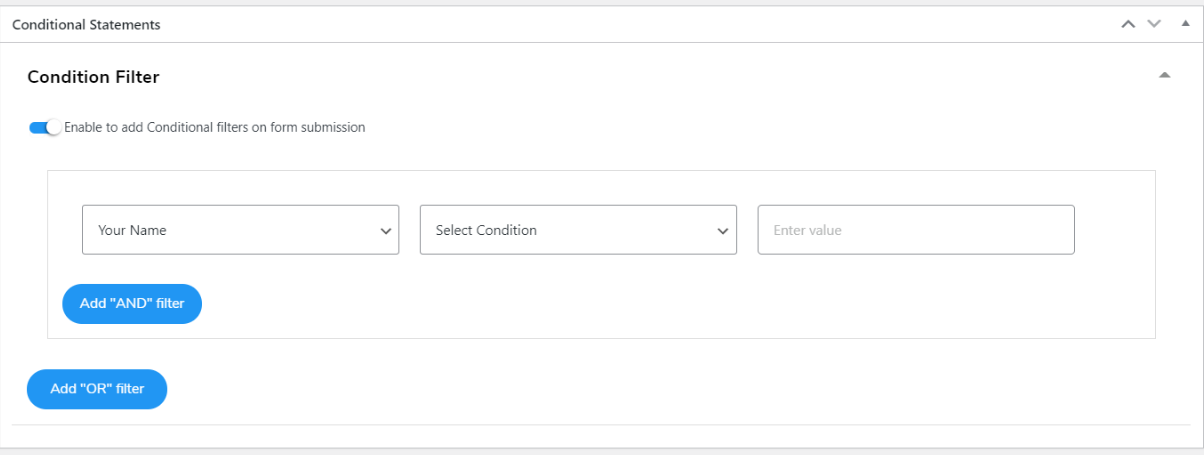 Conditional Statements
Condition Filter
Enable to add Conditional filters on form submission
Your Name
Select Condition
Enter value
Add "AND" filter
Add "OR" filter